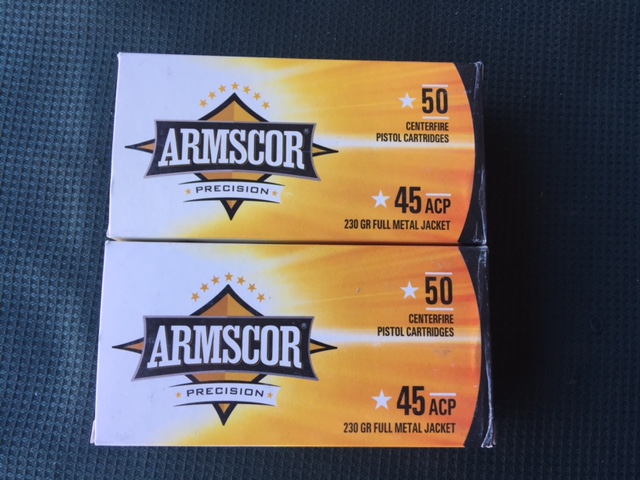 ARMSCOR®
PRECISION
50
CENTERFIRE
PISTOL CARTRIDGES
45 ACP
230 GR FULL METAL JACKET
ARMSCOR®
PRECISION
50
CENTERFIRE
PISTOL CARTRIDGES
45 ACP
230 GR FULL METAL JACKET